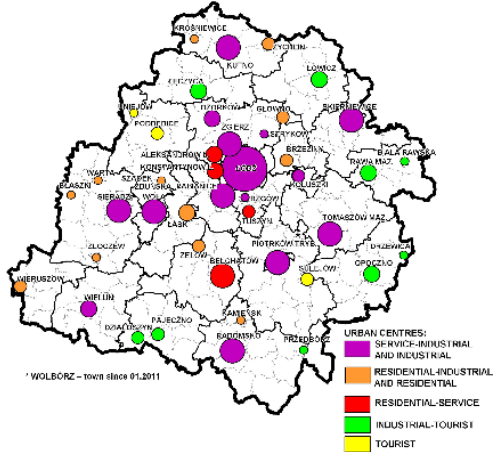 KROŚNIEWICE
ŻYCHLIN
KUTNO
ŁOWICZ
ŁĘCZYCA
UNIEJÓW
OZORKÓW
GŁOWNO
SKIERNIEWICE
PODDĘBICE
ZGIERZ
STRYKÓW
BIAŁA RAWSKA
ALEKSANDRÓW Ł.
BRZEZINY
RAWA MAZ.
KONSTANTYNÓW Ł.
ŁÓDŹ
WARTA
SZADEK
KOLUSZKI
BŁASZKI
ZDUŃSKA
PABIANICE
RZGÓW
SIERADZ
WOLA
TUSZYN
TOMASZÓW MAZ.
ŁASK
ZŁOCZEW
ZELÓW
PIOTRKÓW TRYB.
DRZEWICA
BEŁCHATÓW
SULEJÓW
OPOCZNO
WIERUSZÓW
WIELUŃ
KAMIEŃSK
PAJĘCZNO
DZIAŁOSZYN
RADOMSKO
PRZEDBÓRZ
* WOLBÓRZ – town since 01.2011
URBAN CENTRES:
SERVICE-INDUSTRIAL
AND INDUSTRIAL
RESIDENTIAL-INDUSTRIAL
AND RESIDENTIAL
RESIDENTIAL-SERVICE
INDUSTRIAL-TOURIST
TOURIST